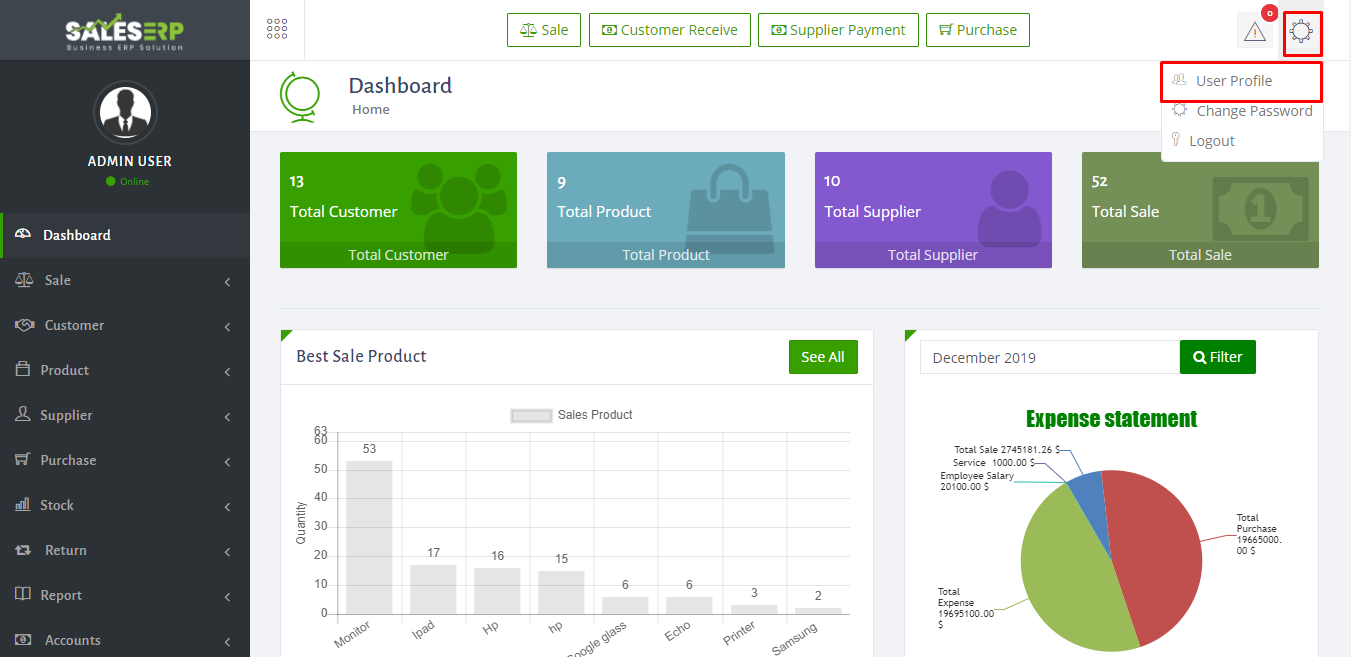 SALESERP
Business ERP Solution
Sale
Customer Receive
Supplier Payment
Purchase
0
User Profile
Change Password
Logout
ADMIN USER
Online
Dashboard
Sale
Customer
Product
Supplier
Purchase
Stock
Return
Report
Accounts
Dashboard
Home
13
Total Customer
Total Customer
9
Total Product
Total Product
10
Total Supplier
Total Supplier
52
1
Total Sale
Total Sale
Best Sale Product
See All
Sales Product
Quantity
63
60
50
40
30
20
10
0
53
17
16
15
6
6
3
2
Monitor
Ipad
Hp
hp
oogle glass
Echo
Printer
Samsung
December 2019
Filter
Expense statement
Total Sale 2745181.26 $
Service 1000.00 $
Employee Salary
20100.00 $
Total
Purchase
19665000.
00 $
Total
Expense
19695100.00
$